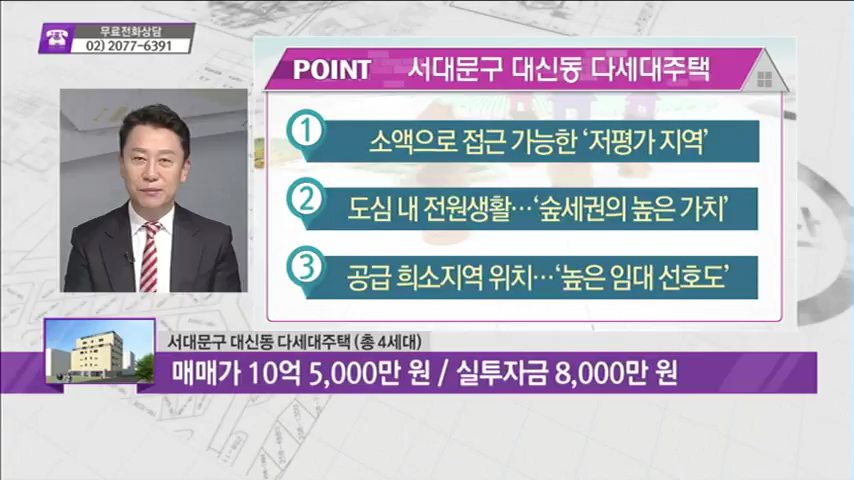 무료전화상담
02) 2077-6391
POINT 서대문구 대신동 다세대주택
1 소액으로 접근 가능한 ‘저평가 지역’
2 도심 내 전원생활…‘숲세권의 높은 가치’
3 공급 희소지역 위치…‘높은 임대 선호도’
서대문구 대신동 다세대주택 (총 4세대)
매매가 10억 5,000만 원 / 실투자금 8,000만 원